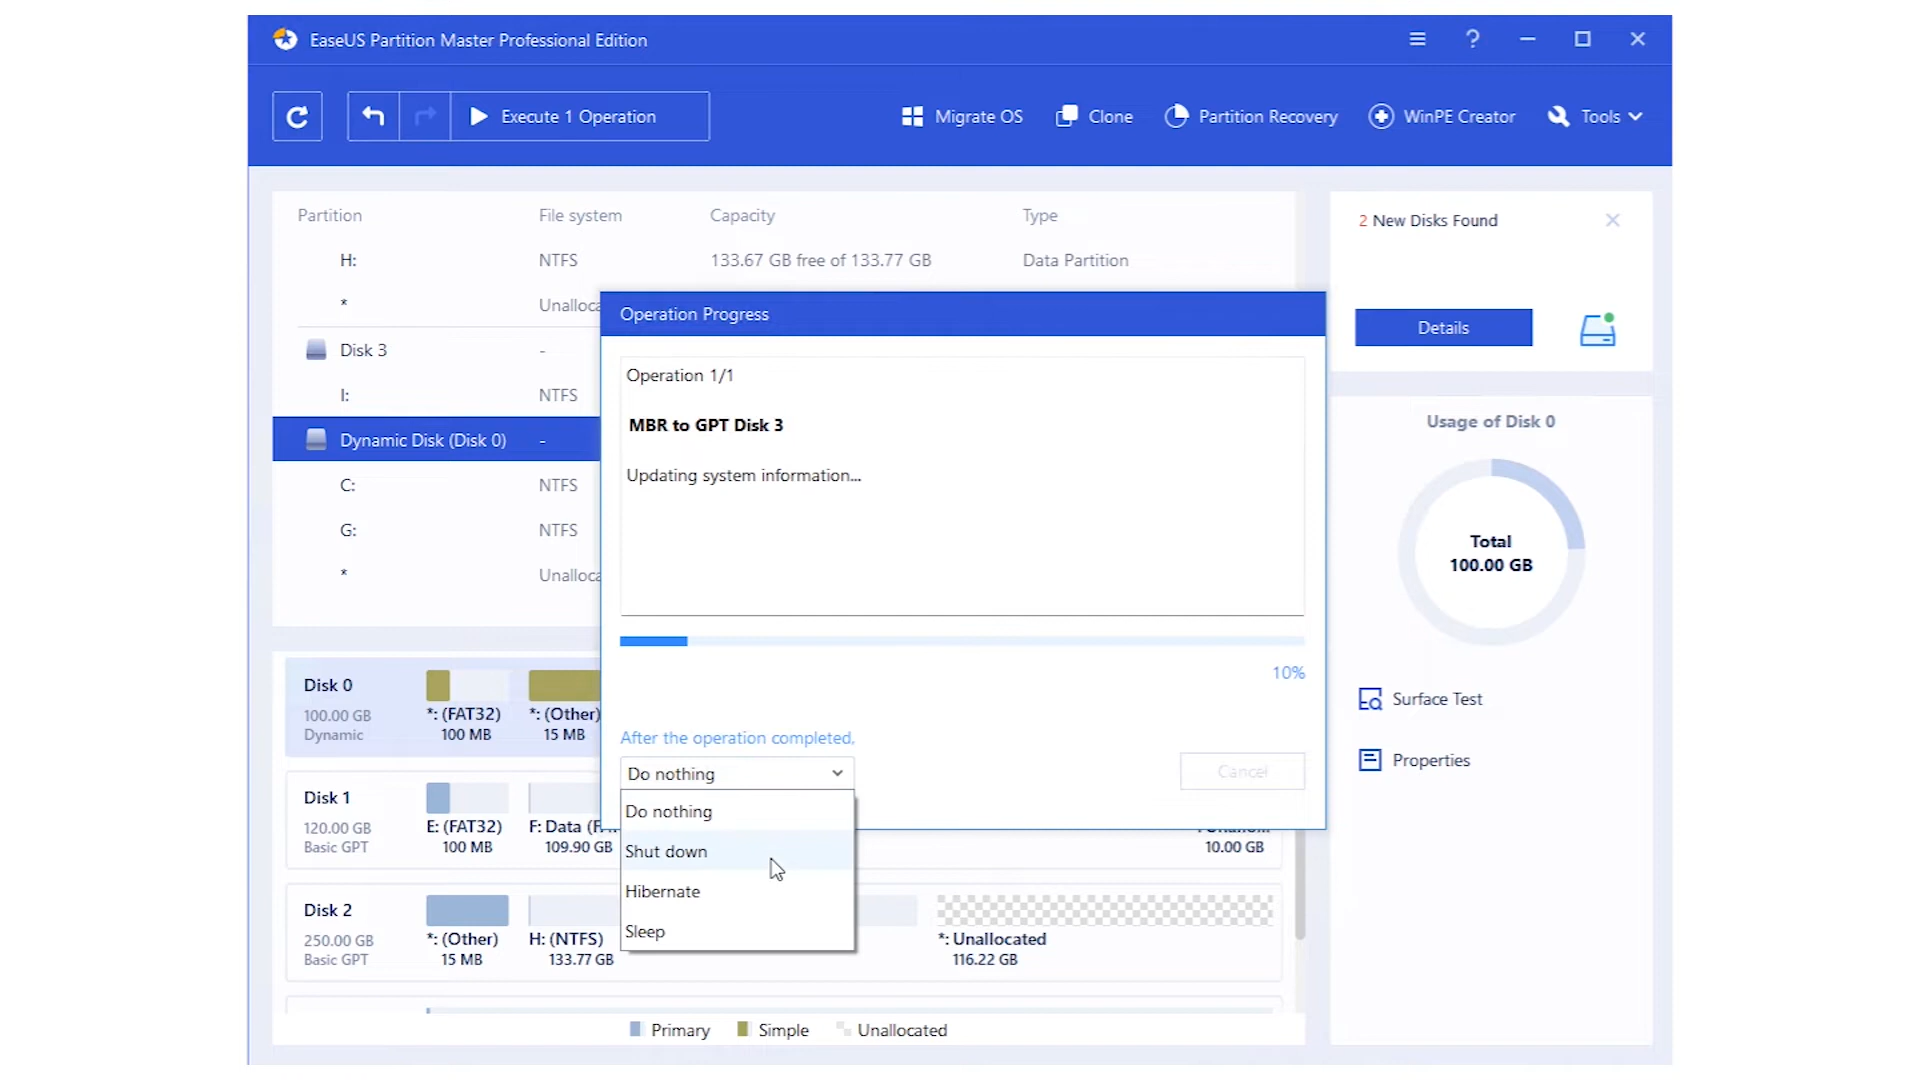 EaseUS Partition Master Professional Edition
Execute 1 Operation
Migrate OS
Clone
Partition Recovery
WinPE Creator
Tools
Partition File system Capacity Type
H: NTFS 133.67 GB free of 133.77 GB Data Partition
* Unalloca
Disk 3 -
I: NTFS
Dynamic Disk (Disk 0) -
C: NTFS
G: NTFS
* Unalloca
2 New Disks Found
Details
Usage of Disk 0
Total
100.00 GB
Surface Test
Properties
Operation Progress
Operation 1/1
MBR to GPT Disk 3
Updating system information...
10%
After the operation completed,
Do nothing
Cancel
Do nothing
Shut down
Hibernate
Sleep
Disk 0
100.00 GB
Dynamic
*: (FAT32)
100 MB
*: (Other)
15 MB
Disk 1
120.00 GB
Basic GPT
E: (FAT32)
100 MB
F: Data
109.90 GB
10.00 GB
Disk 2
250.00 GB
Basic GPT
*: (Other)
15 MB
H: (NTFS)
133.77 GB
*: Unallocated
116.22 GB
Primary Simple Unallocated